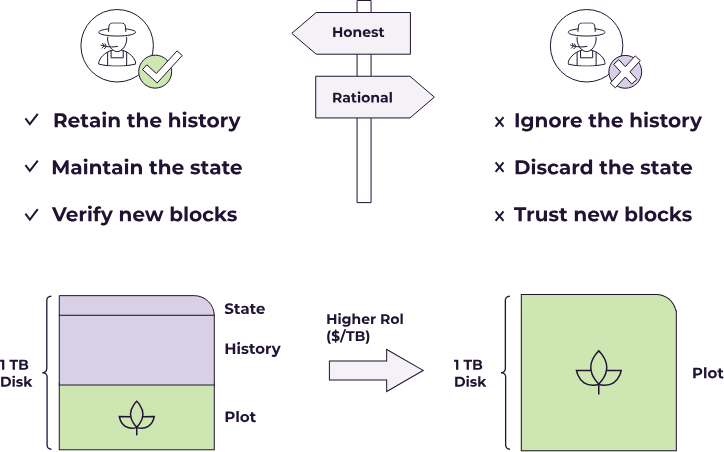 Honest
Rational
Retain the history
Maintain the state
Verify new blocks
Ignore the history
Discard the state
Trust new blocks
1 TB
Disk
State
History
Plot
Higher RoI
($/TB)
1 TB
Disk
Plot